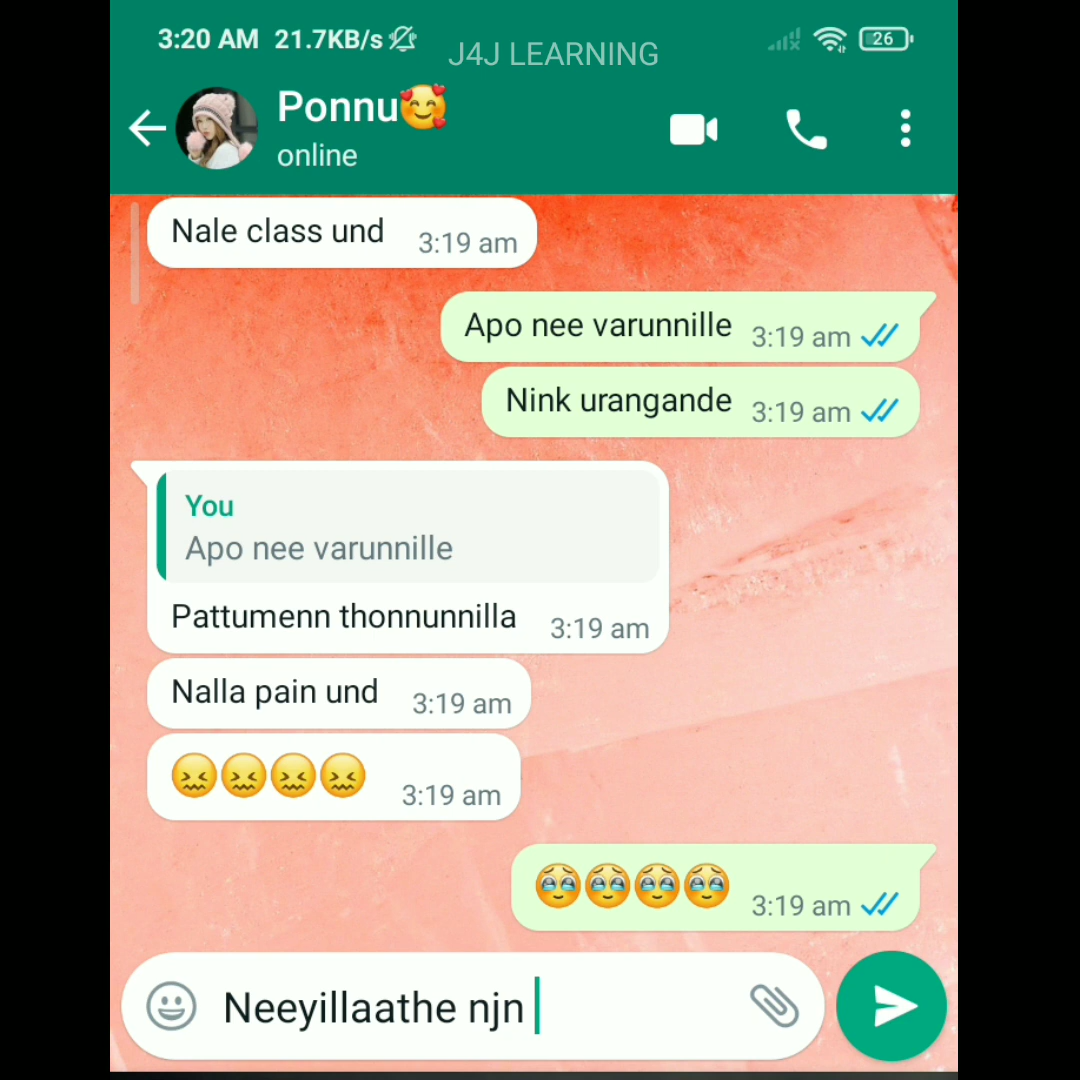 3:20 AM 21.7KB/s 26
J4J LEARNING
Ponnu🥰
online
Nale class und 3:19 am
Apo nee varunnille 3:19 am
Nink urangande 3:19 am
You
Apo nee varunnille
Pattumenn thonnunnilla 3:19 am
Nalla pain und 3:19 am
😖😖😖😖 3:19 am
🥹🥹🥹🥹 3:19 am
Neeyillaathe njn